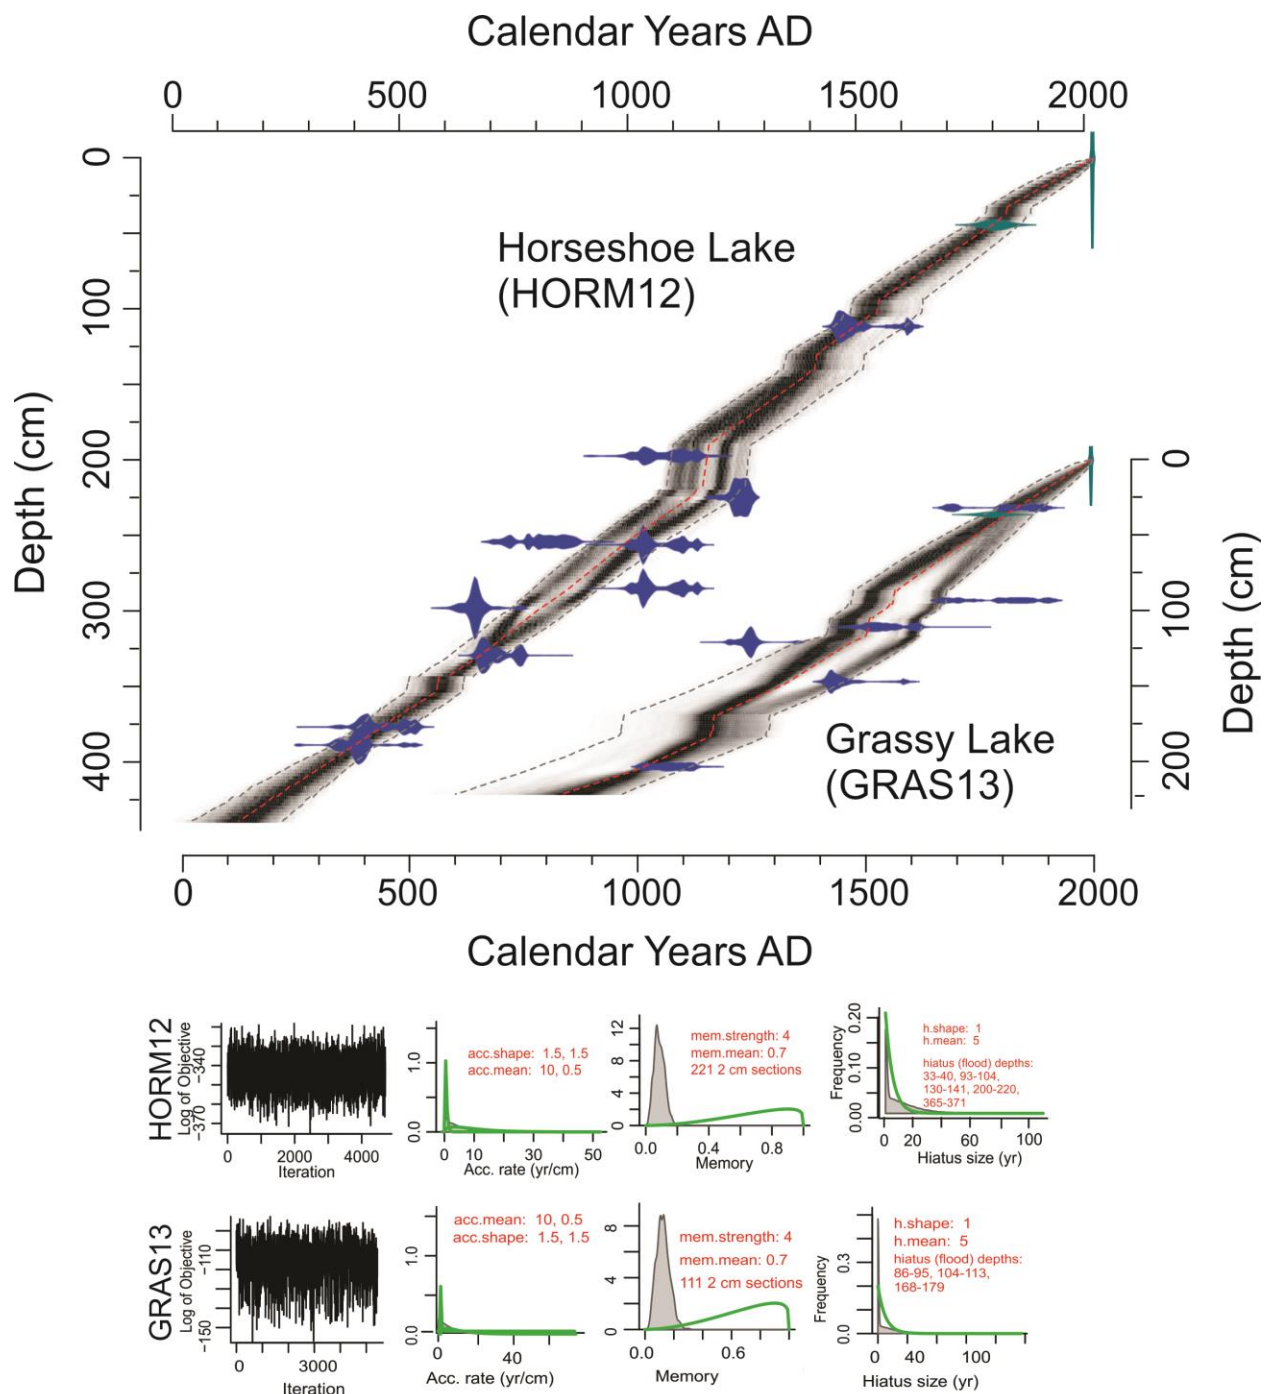 Calendar Years AD
0 500 1000 1500 2000
Depth (cm)
0
100
200
300
400
Horseshoe Lake
(HORM12)
Grassy Lake
(GRAS13)
0
100
200
Depth (cm)
0 500 1000 1500 2000
Calendar Years AD
HORM12
Log of Objective
-340
-370
0 2000 4000
Iteration
acc.shape: 1.5, 1.5
acc.mean: 10, 0.5
1.0
0.0
0 10 30 50
Acc. rate (yr/cm)
mem.strength: 4
mem.mean: 0.7
221 2 cm sections
12
8
4
2
0
0.0 0.4 0.8
Memory
Frequency
0.20
0.10
0.00
h.shape: 1
h.mean: 5
hiatus (flood) depths:
33-40, 93-104,
130-141, 200-220,
365-371
0 20 60 100
Hiatus size (yr)
GRAS13
Log of Objective
-110
-150
0 3000
Iteration
acc.mean: 10, 0.5
acc.shape: 1.5, 1.5
1.0
0.0
0 40
Acc. rate (yr/cm)
mem.strength: 4
mem.mean: 0.7
111 2 cm sections
8
4
0
0.0 0.6
Memory
Frequency
0.3
0.0
h.shape: 1
h.mean: 5
hiatus (flood) depths:
86-95, 104-113,
168-179
0 40 100
Hiatus size (yr)